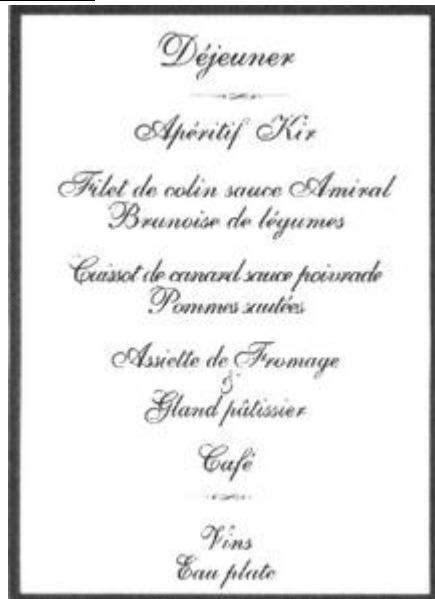 Déjeuner
Apéritif Kir
Filet de colin sauce Amiral
Brunoise de légumes
Cuissot de canard sauce poivrade
Pommes sautées
Assiette de Fromage
&
Gland pâtissier
Café
Vins
Eau plate